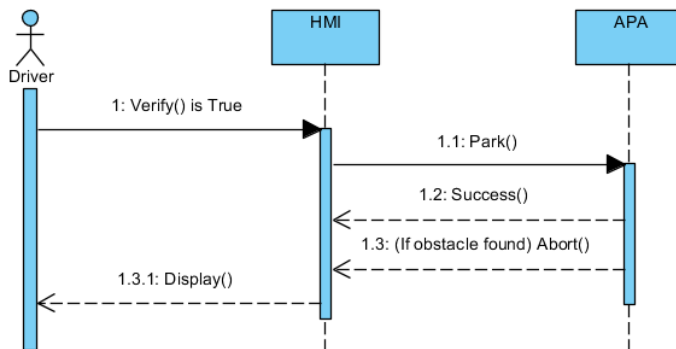 HMI
APA
Driver
1: Verify() is True
1.1: Park()
1.2: Success()
1.3: (If obstacle found) Abort()
1.3.1: Display()